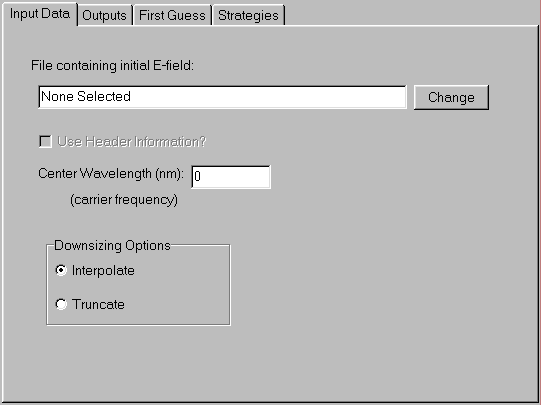 Input Data Outputs First Guess Strategies
File containing initial E-field:
None Selected Change
Use Header Information?
Center Wavelength (nm): 0
(carrier frequency)
Downsizing Options
Interpolate
Truncate